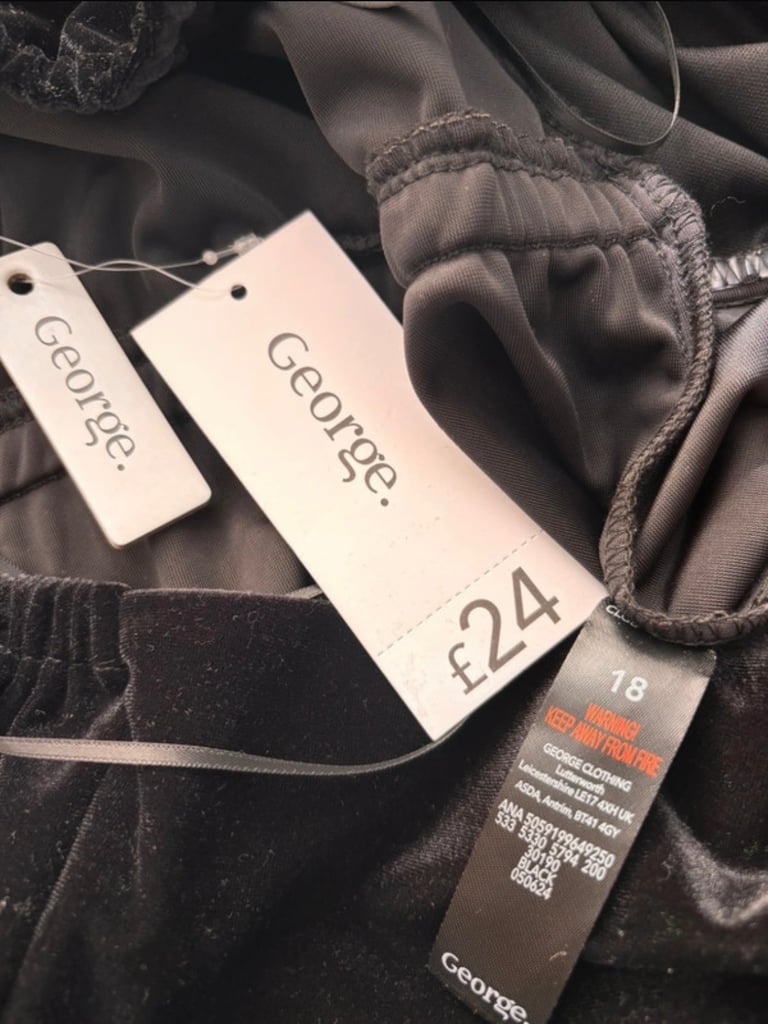 George.
George.
£24
18
WARNING!
KEEP AWAY FROM FIRE
GEORGE CLOTHING
Lutterworth
Leicestershire LE17 4XH UK
ASDA, Antrim, BT41 4GY
ANA 5059199649250
533 5330 5794 200
30190
BLACK
050624
George.